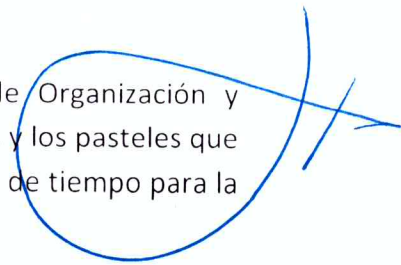 de Organización y
y los pasteles que
de tiempo para la